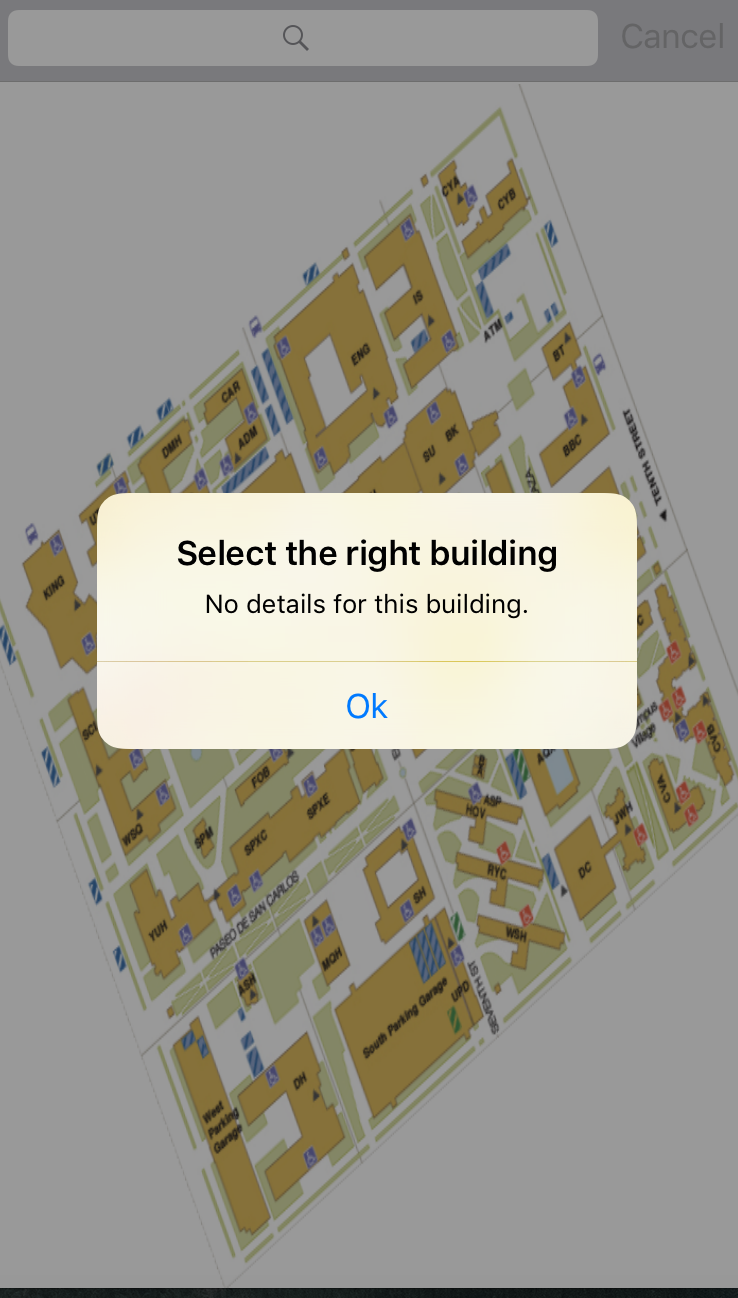 Cancel
CYA
CYB
IS
ATM
ENG
BT
CAR
ADM
DMH
SU
BK
BBC
TENTH STREET
Select the right building
No details for this building.
Ok
KING
FOB
SPXE
SPM
SPXC
WSQ
YUH
PASEO DE SAN CARLOS
ASP
HOV
RYC
WSH
JWH
CVA
CVB
DC
Village
SH
MQH
ASH
UPD
South Parking Garage
SEVENTH ST
DH
West
Parking
Garage